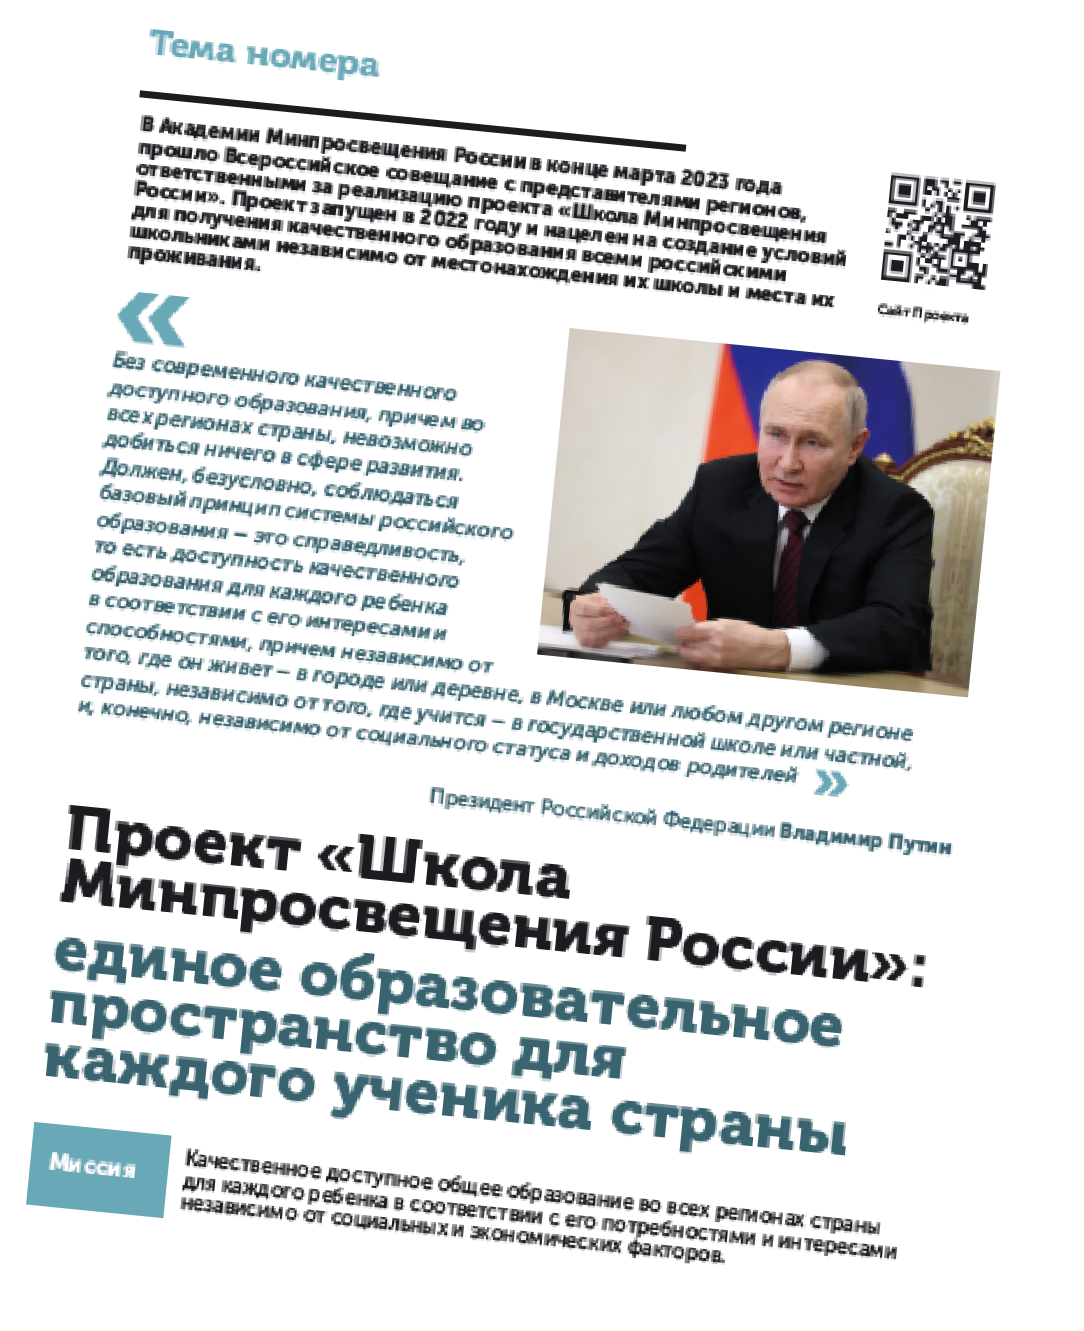 Тема номера
В Академии Минпросвещения России в конце марта 2023 года
прошло Всероссийское совещание с представителями регионов,
ответственными за реализацию проекта «Школа Минпросвещения
России». Проект запущен в 2022 году и нацелен на создание условий
для получения качественного образования всеми российскими
школьниками независимо от местонахождения их школы и места их
проживания.
Сайт Проекта
«
Без современного качественного
доступного образования, причем во
всех регионах страны, невозможно
добиться ничего в сфере развития.
Должен, безусловно, соблюдаться
базовый принцип системы российского
образования – это справедливость,
то есть доступность качественного
образования для каждого ребенка
в соответствии с его интересами и
способностями, причем независимо от
того, где он живет – в городе или деревне, в Москве или любом другом регионе
страны, независимо от того, где учится – в государственной школе или частной,
и, конечно, независимо от социального статуса и доходов родителей »
Президент Российской Федерации Владимир Путин
Проект «Школа
Минпросвещения России»:
единое образовательное
пространство для
каждого ученика страны
Миссия
Качественное доступное общее образование во всех регионах страны
для каждого ребенка в соответствии с его потребностями и интересами
независимо от социальных и экономических факторов.